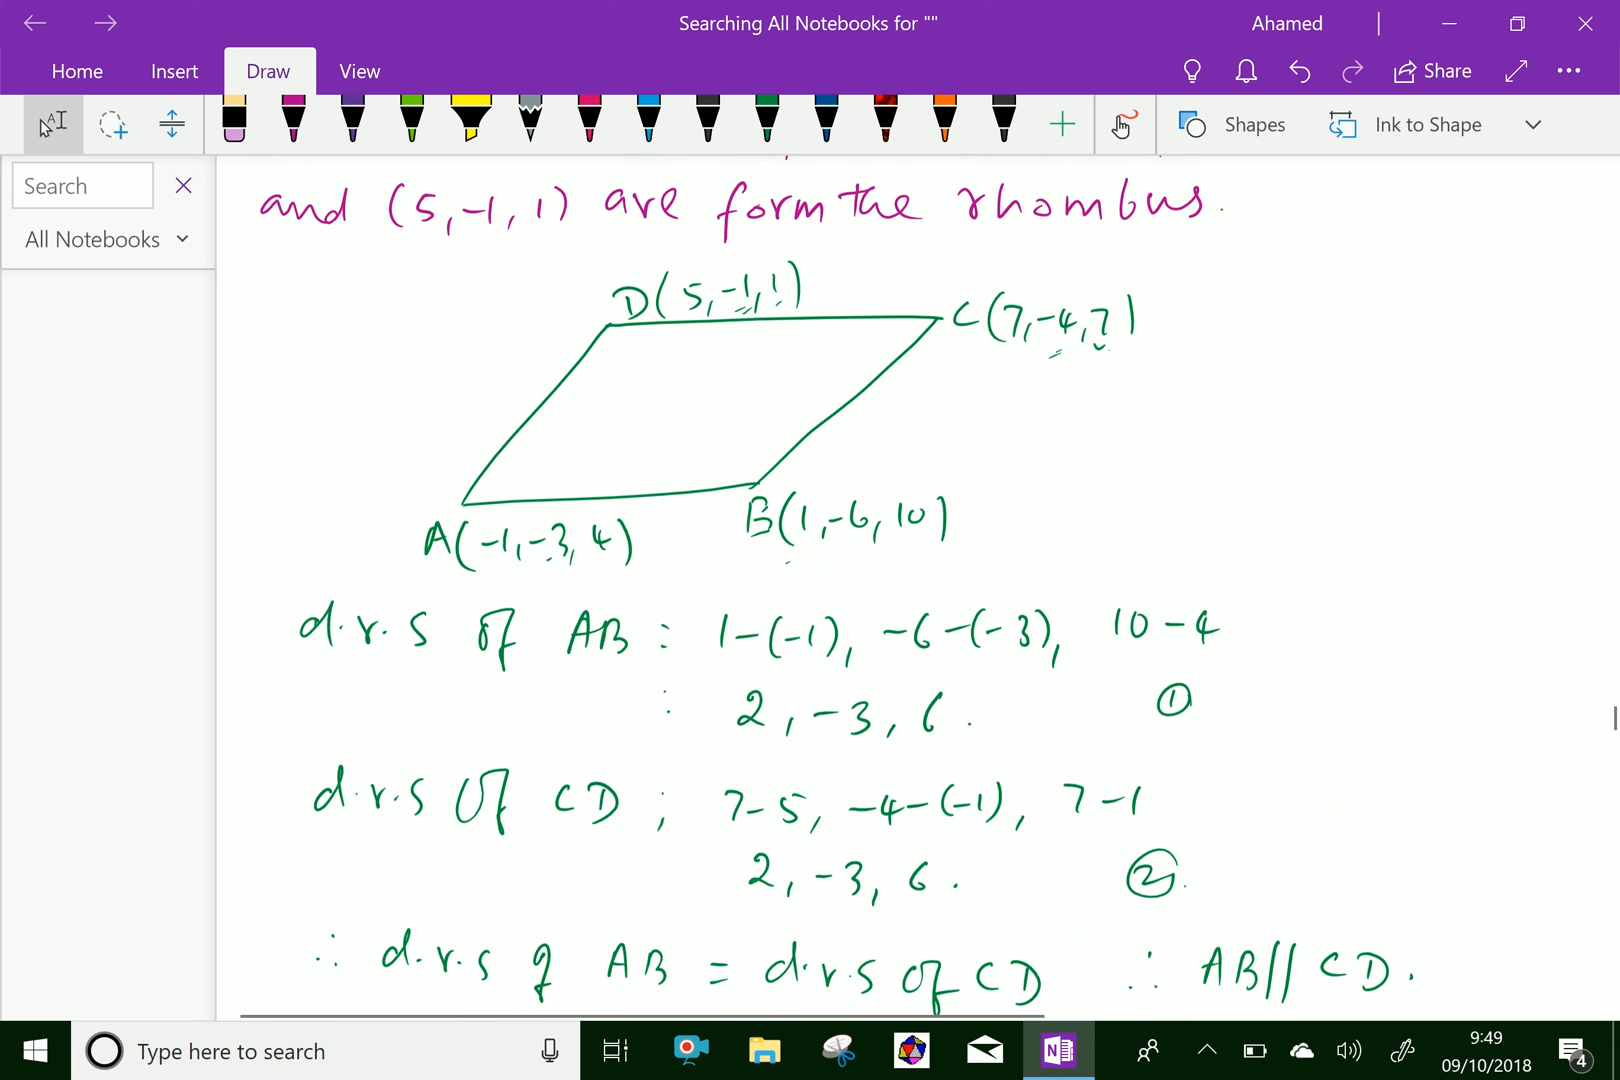 Searching All Notebooks for ""
Ahamed
Home Insert Draw View
Share
Shapes
Ink to Shape
Search
All Notebooks
and (5,-1,1) are form the rhombus.
D(5,-1,1)
C(7,-4,7)
A(-1,-3,4)
B(1,-6,10)
d.r.s of AB : 1-(-1), -6-(-3), 10-4
: 2, -3, 6. ①
d.r.s of CD ; 7-5, -4-(-1), 7-1
2, -3, 6. ②.
∴ d.r.s of AB = d.r.s of CD ∴ AB // CD.
Type here to search
9:49
09/10/2018
4